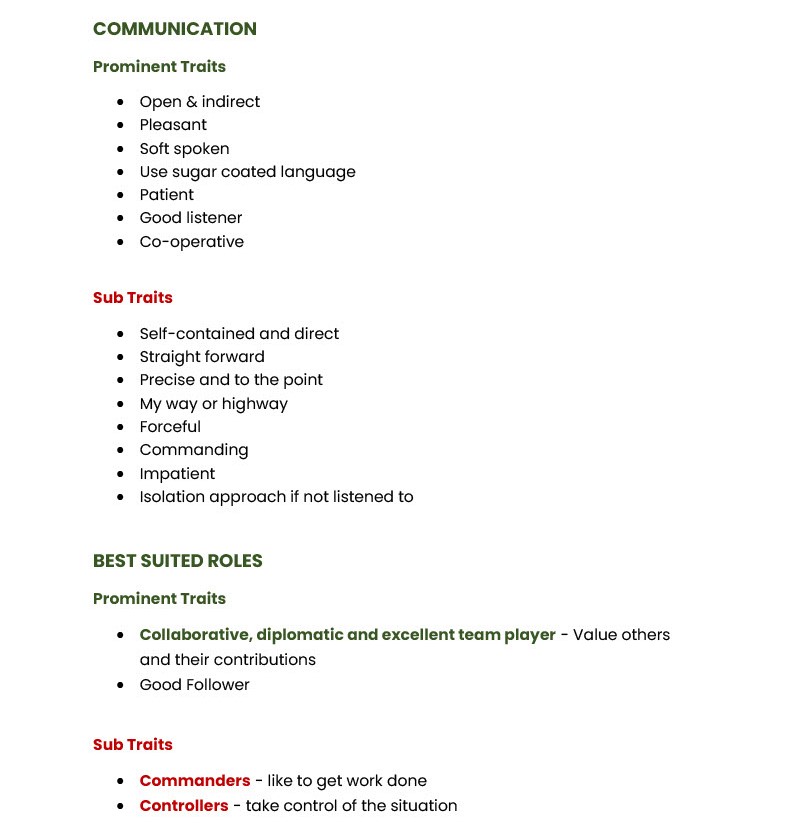 COMMUNICATION
Prominent Traits
• Open & indirect
• Pleasant
• Soft spoken
• Use sugar coated language
• Patient
• Good listener
• Co-operative
Sub Traits
• Self-contained and direct
• Straight forward
• Precise and to the point
• My way or highway
• Forceful
• Commanding
• Impatient
• Isolation approach if not listened to
BEST SUITED ROLES
Prominent Traits
• Collaborative, diplomatic and excellent team player - Value others
and their contributions
• Good Follower
Sub Traits
• Commanders - like to get work done
• Controllers - take control of the situation